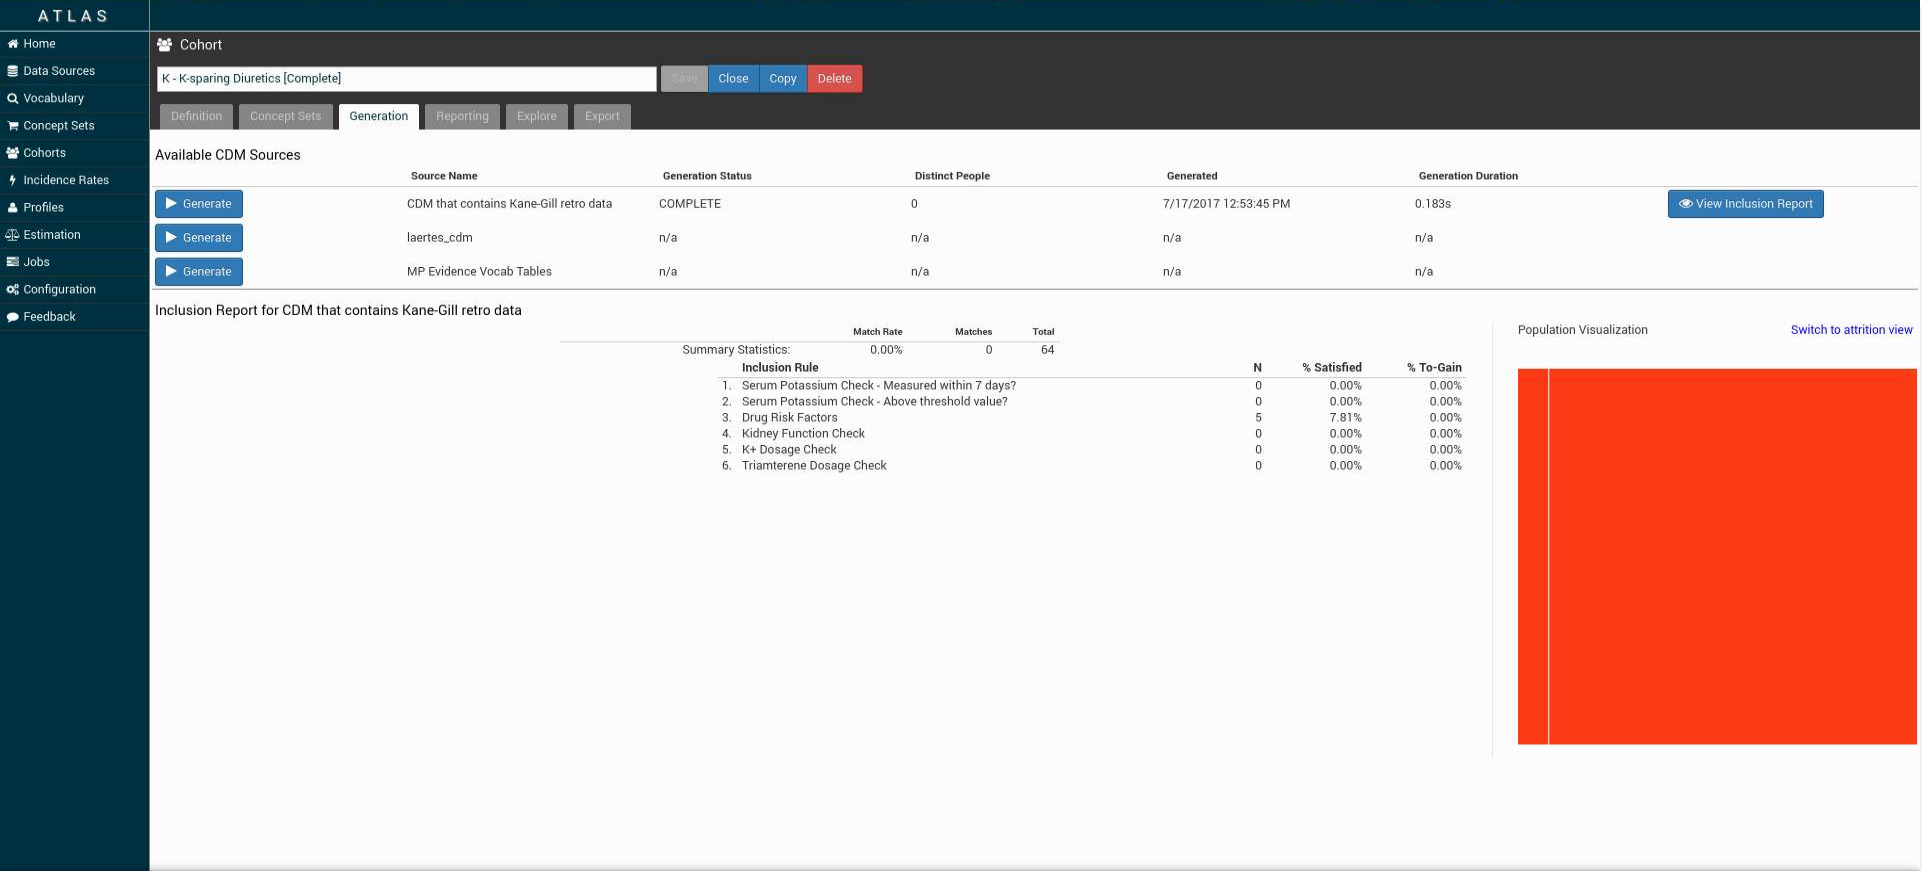 ATLAS
Home
Data Sources
Vocabulary
Concept Sets
Cohorts
Incidence Rates
Profiles
Estimation
Jobs
Configuration
Feedback
Cohort
K - K-sparing Diuretics [Complete] Save Close Copy Delete
Definition Concept Sets Generation Reporting Explore Export
Available CDM Sources
Source Name Generation Status Distinct People Generated Generation Duration
Generate CDM that contains Kane-Gill retro data COMPLETE 0 7/17/2017 12:53:45 PM 0.183s View Inclusion Report
Generate laertes_cdm n/a n/a n/a n/a
Generate MP Evidence Vocab Tables n/a n/a n/a n/a
Inclusion Report for CDM that contains Kane-Gill retro data
Match Rate Matches Total
Summary Statistics: 0.00% 0 64
Inclusion Rule N % Satisfied % To-Gain
1. Serum Potassium Check - Measured within 7 days? 0 0.00% 0.00%
2. Serum Potassium Check - Above threshold value? 0 0.00% 0.00%
3. Drug Risk Factors 5 7.81% 0.00%
4. Kidney Function Check 0 0.00% 0.00%
5. K+ Dosage Check 0 0.00% 0.00%
6. Triamterene Dosage Check 0 0.00% 0.00%
Population Visualization Switch to attrition view